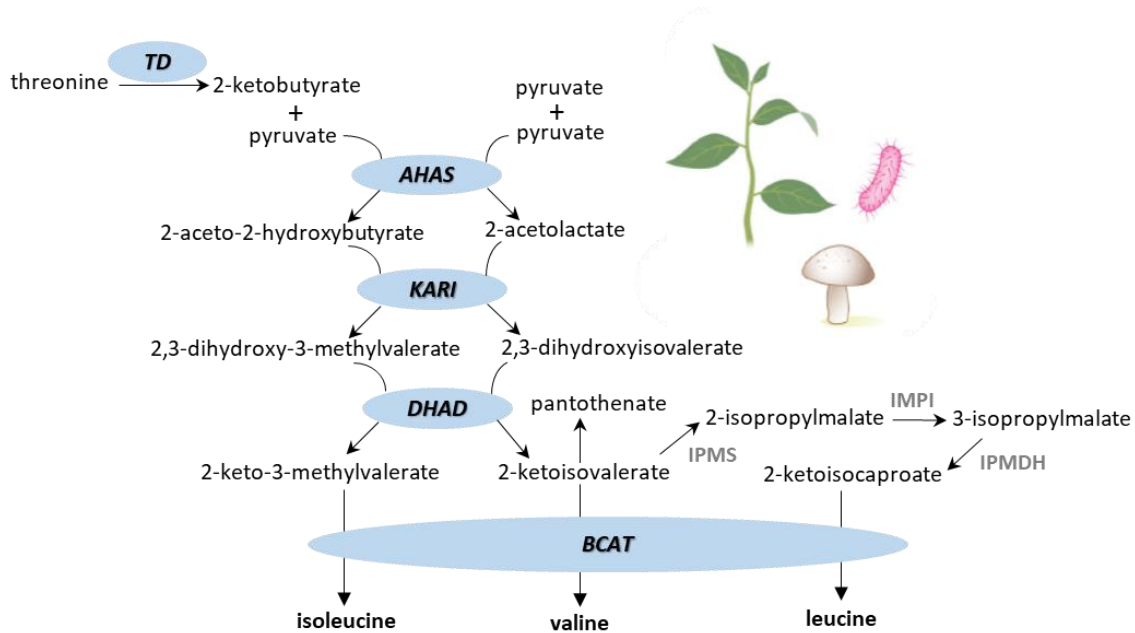 TD
threonine
2-ketobutyrate
+
pyruvate
pyruvate
+
pyruvate
AHAS
2-aceto-2-hydroxybutyrate
2-acetolactate
KARI
2,3-dihydroxy-3-methylvalerate
2,3-dihydroxyisovalerate
DHAD
pantothenate
2-isopropylmalate
IMPI
3-isopropylmalate
IPMS
IPMDH
2-keto-3-methylvalerate
2-ketoisovalerate
2-ketoisocaproate
BCAT
isoleucine
valine
leucine